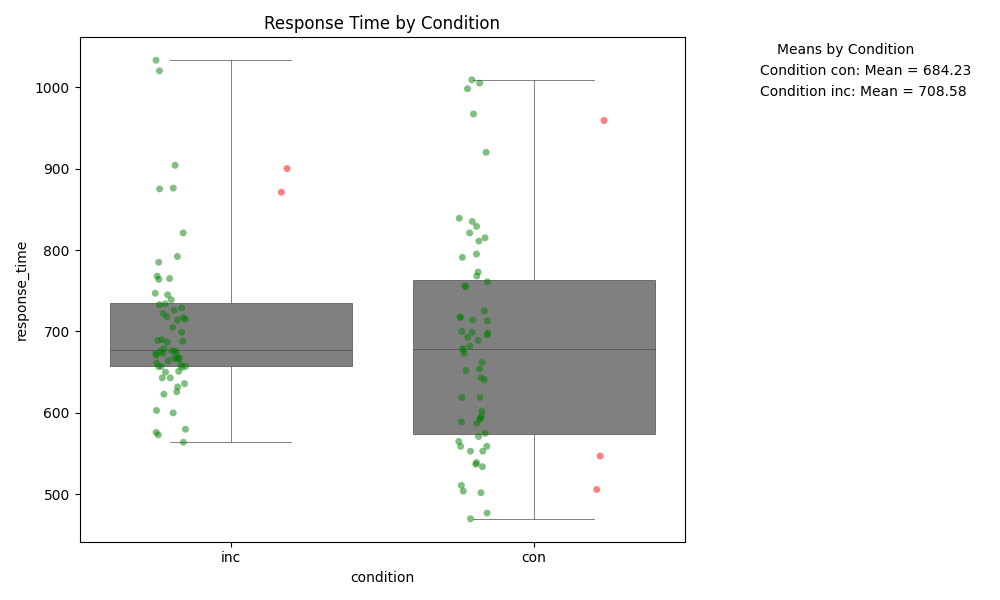 Response Time by Condition
Means by Condition
Condition con: Mean = 684.23
Condition inc: Mean = 708.58
response_time
1000
900
800
700
600
500
inc
con
condition